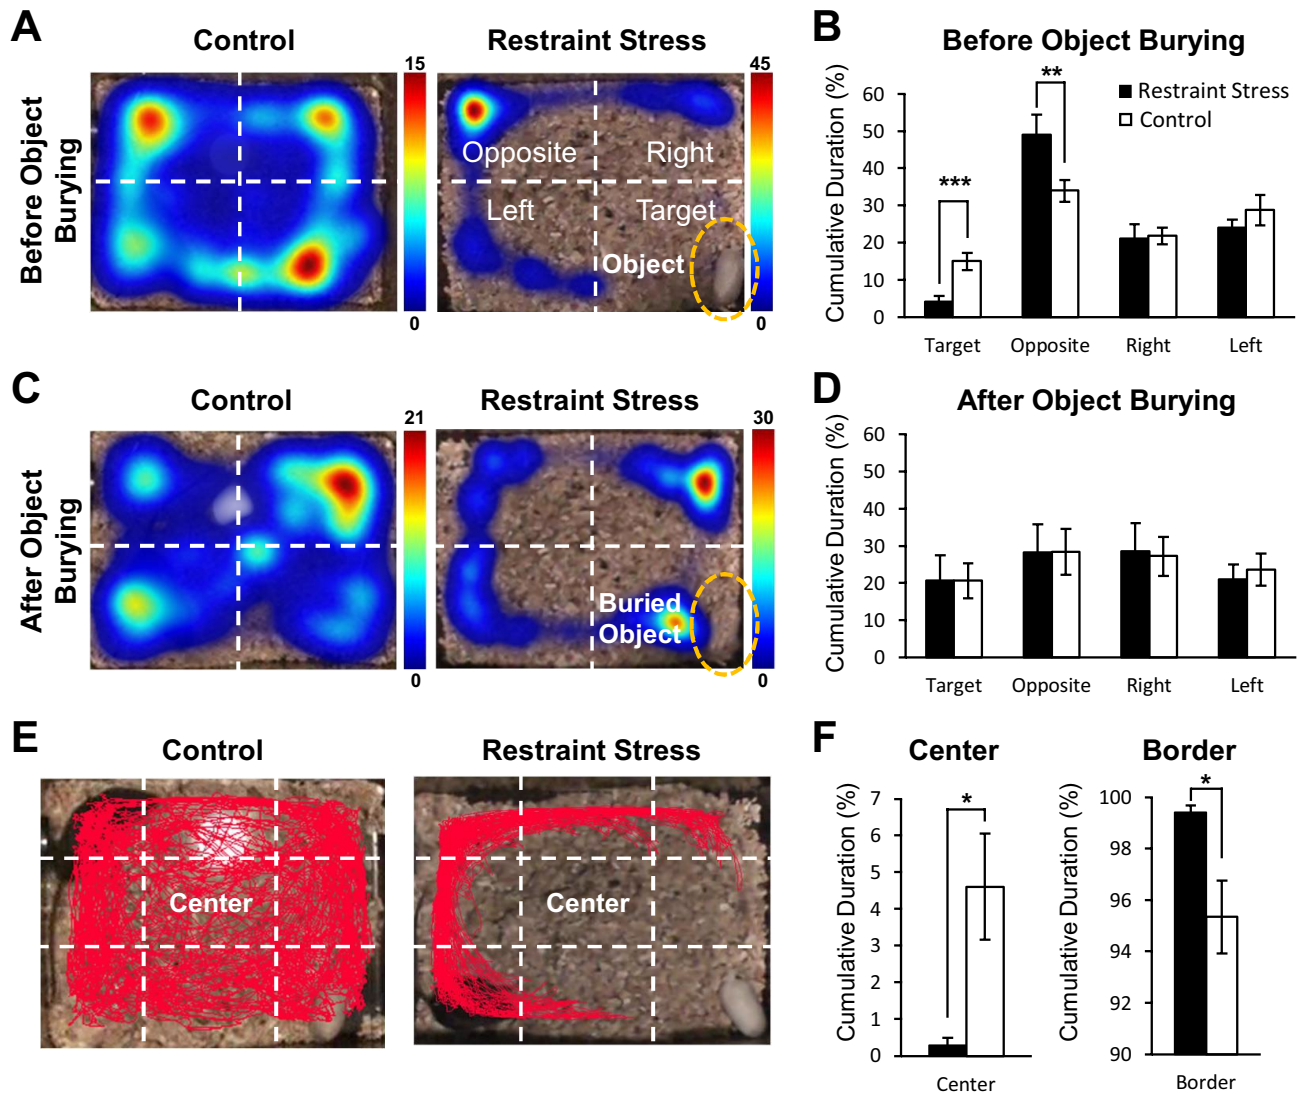 A
Control
Restraint Stress
Before Object
Burying
15
0
45
0
Opposite
Right
Left
Target
Object
B
Before Object Burying
Restraint Stress
Control
Cumulative Duration (%)
60
50
40
30
20
10
0
***
**
Target
Opposite
Right
Left
C
Control
Restraint Stress
After Object
Burying
21
0
30
0
Buried
Object
D
After Object Burying
Cumulative Duration (%)
60
50
40
30
20
10
0
Target
Opposite
Right
Left
E
Control
Restraint Stress
Center
Center
F
Center
Cumulative Duration (%)
7
6
5
4
3
2
1
0
*
Center
Border
Cumulative Duration (%)
100
98
96
94
92
90
*
Border